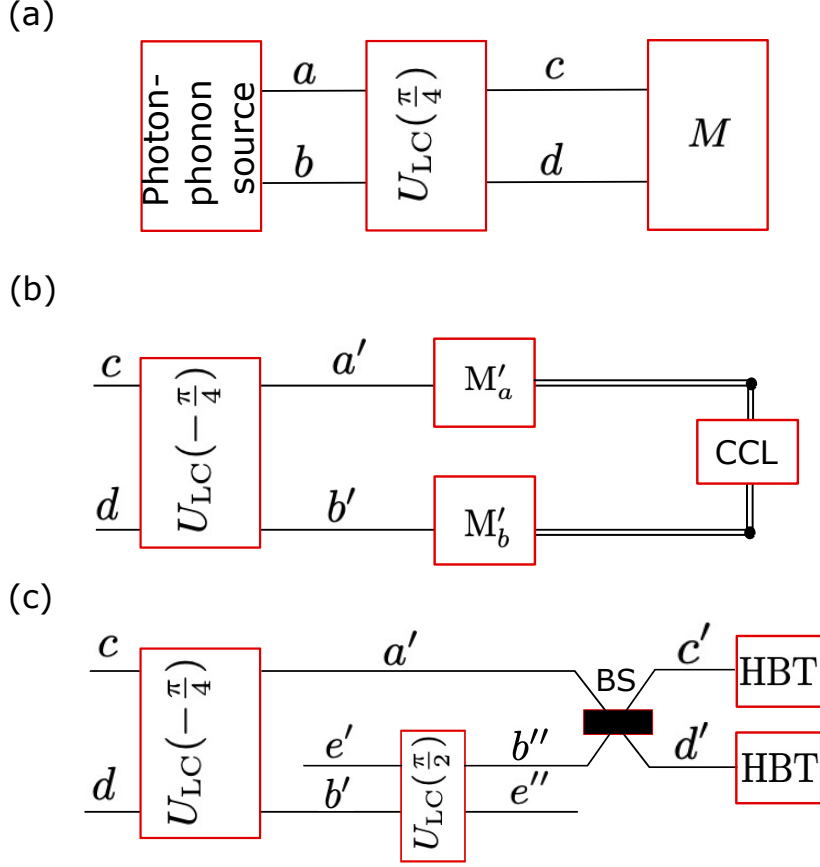 (a)
Photon-
phonon
source
a
b
U_LC(π/4)
c
d
M
(b)
c
d
U_LC(−π/4)
a′
b′
M′_a
M′_b
CCL
(c)
c
d
U_LC(−π/4)
a′
e′
b′
U_LC(π/2)
b′′
e′′
BS
c′
d′
HBT
HBT